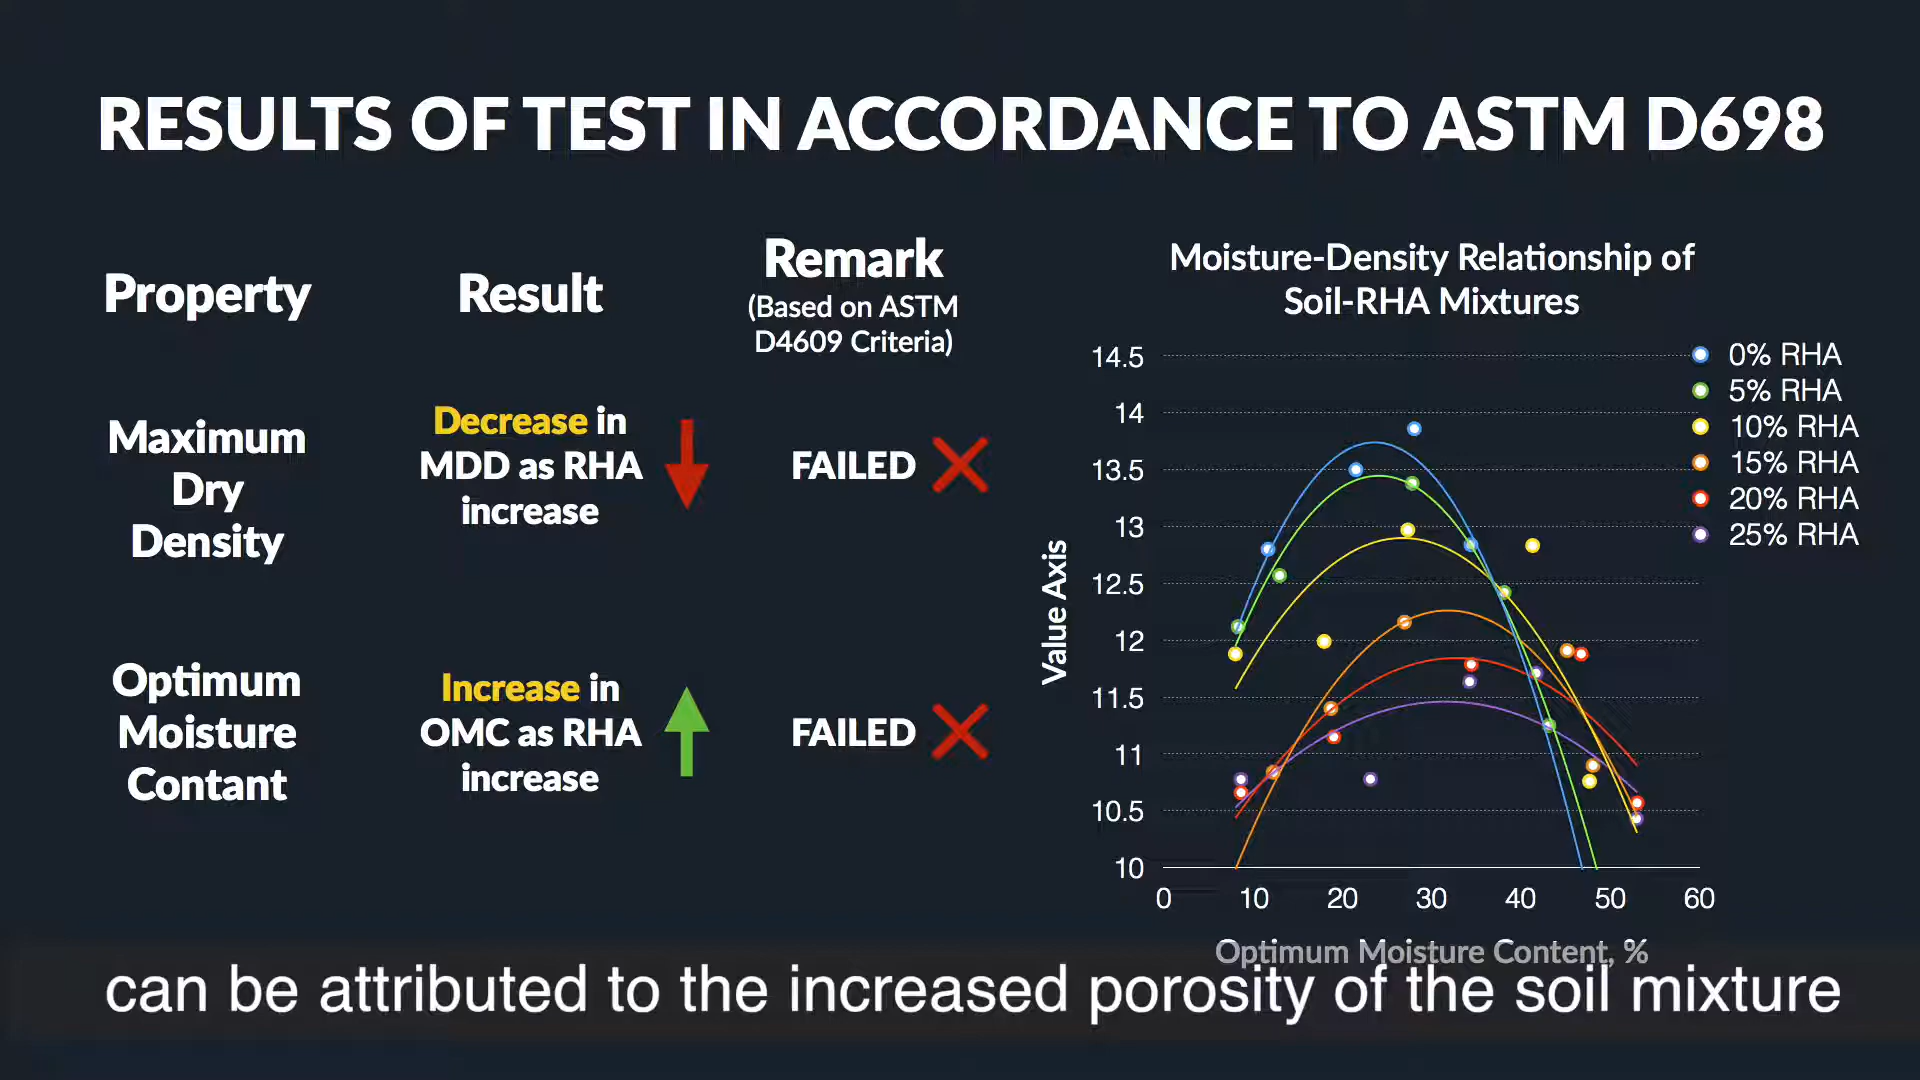 RESULTS OF TEST IN ACCORDANCE TO ASTM D698
Property
Result
Remark
(Based on ASTM
D4609 Criteria)
Maximum
Dry
Density
Decrease in
MDD as RHA
increase
FAILED
Optimum
Moisture
Contant
Increase in
OMC as RHA
increase
FAILED
Moisture-Density Relationship of
Soil-RHA Mixtures
0% RHA
5% RHA
10% RHA
15% RHA
20% RHA
25% RHA
Value Axis
14.5
14
13.5
13
12.5
12
11.5
11
10.5
10
0 10 20 30 40 50 60
Optimum Moisture Content, %
can be attributed to the increased porosity of the soil mixture